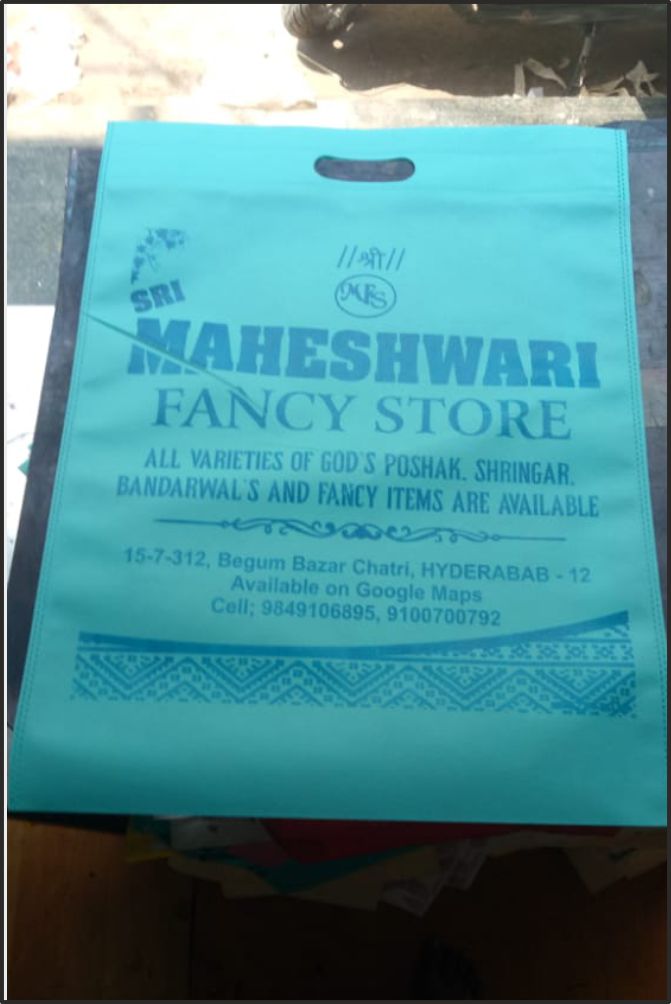 //श्री//
MFS
SRI
MAHESHWARI
FANCY STORE
ALL VARIETIES OF GOD'S POSHAK, SHRINGAR,
BANDARWAL'S AND FANCY ITEMS ARE AVAILABLE
15-7-312, Begum Bazar Chatri, HYDERABAB - 12
Available on Google Maps
Cell; 9849106895, 9100700792